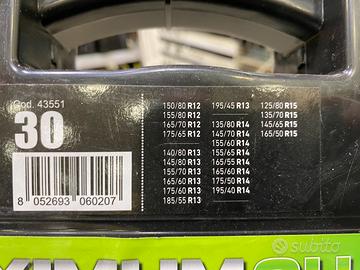 Cod. 43551
30
8 052693 060207
150/80 R12
155/80 R12
165/70 R12
175/65 R12
140/80 R13
145/80 R13
155/70 R13
165/60 R13
175/60 R13
185/55 R13
195/45 R13
135/80 R14
145/70 R14
155/60 R14
155/65 R14
165/55 R14
165/60 R14
175/50 R14
195/40 R14
125/80 R15
135/70 R15
145/65 R15
165/50 R15
subito